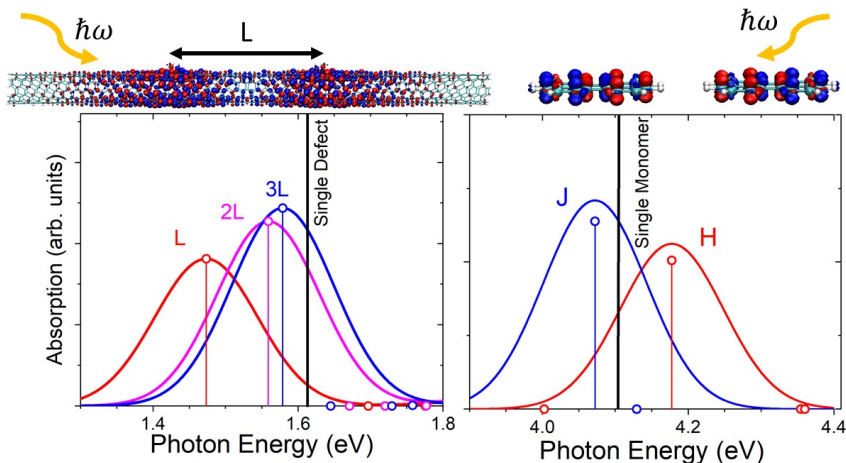 ħω
L
ħω
Absorption (arb. units)
L
2L
3L
Single Defect
1.4
1.6
1.8
Photon Energy (eV)
J
Single Monomer
H
4.0
4.2
4.4
Photon Energy (eV)